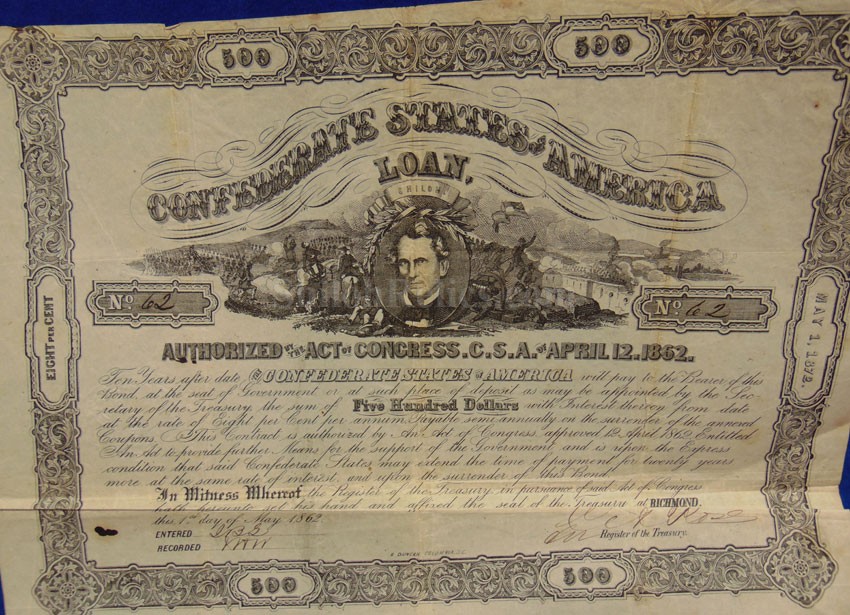 500 500
CONFEDERATE STATES OF AMERICA
LOAN,
No. 62 No. 62
EIGHT PER CENT
MAY 1, 1872.
AUTHORIZED BY THE ACT OF CONGRESS. C.S.A. OF APRIL 12. 1862.
Ten Years after date the CONFEDERATE STATES OF AMERICA will pay to the Bearer of this
Bond, at the seat of Government or at such place of deposit as may be appointed by the Sec-
retary of the Treasury, the sum of Five Hundred Dollars with Interest thereon from date
at the rate of Eight per Cent per annum, Payable semi annually on the surrender of the annexed
Coupons. This Contract is authorized by An Act of Congress, approved 12 April 1862, Entitled
An Act to provide further Means for the support of the Government, and is upon the Express
condition that said Confederate States may extend the time of payment for twenty years
more at the same rate of interest, and upon the surrender of this Bond.
In Witness Whereof, the Register of the Treasury, in pursuance of said Act of Congress
hath hereunto set his hand and affixed the seal of the Treasury at RICHMOND.
this 1st day of May 1862
ENTERED
RECORDED
Register of the Treasury.
500 500